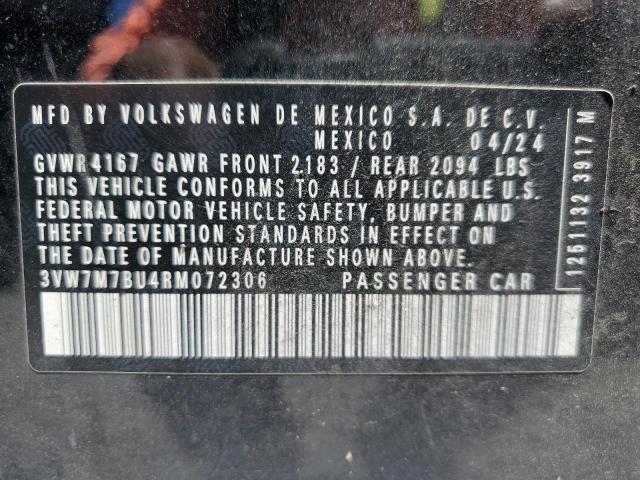 MFD BY VOLKSWAGEN DE MEXICO S.A. DE C.V.
MEXICO 04/24
GVWR4167 GAWR FRONT 2183 / REAR 2094 LBS
THIS VEHICLE CONFORMS TO ALL APPLICABLE U.S.
FEDERAL MOTOR VEHICLE SAFETY, BUMPER AND
THEFT PREVENTION STANDARDS IN EFFECT ON
THE DATE OF MANUFACTURE SHOWN ABOVE.
3VW7M7BU4RM072306 PASSENGER CAR
1261132 3917 M